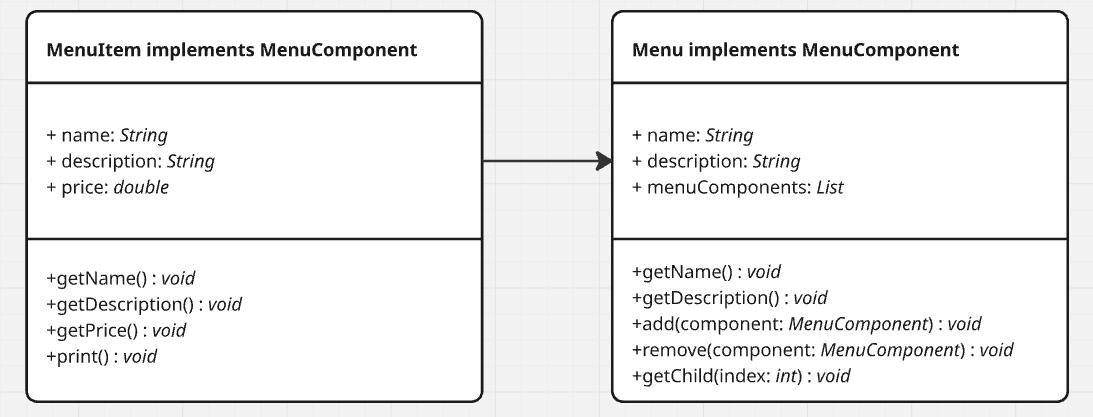 MenuItem implements MenuComponent
+ name: String
+ description: String
+ price: double
+getName() : void
+getDescription() : void
+getPrice() : void
+print() : void
Menu implements MenuComponent
+ name: String
+ description: String
+ menuComponents: List
+getName() : void
+getDescription() : void
+add(component: MenuComponent) : void
+remove(component: MenuComponent) : void
+getChild(index: int) : void